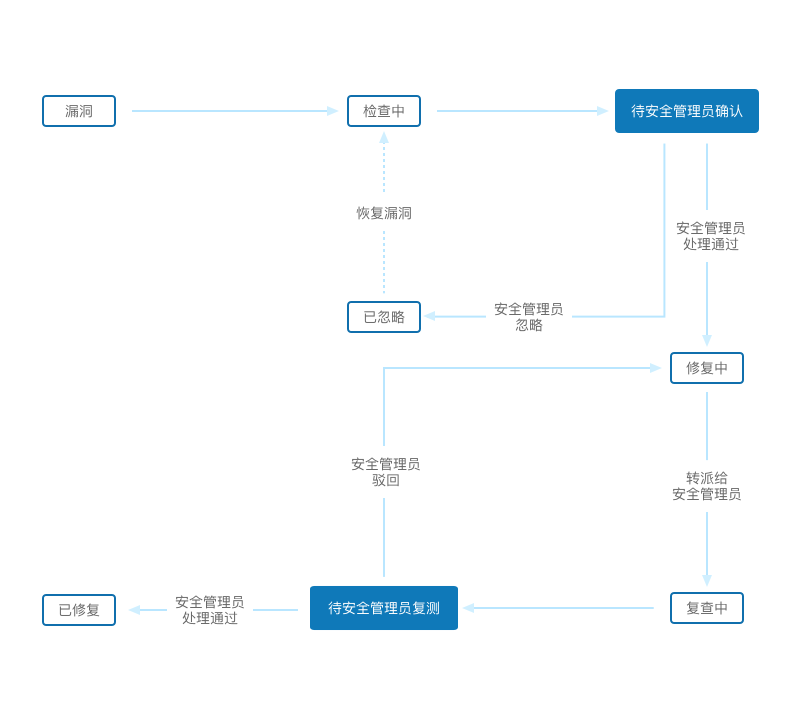 漏洞
检查中
待安全管理员确认
恢复漏洞
安全管理员
处理通过
已忽略
安全管理员
忽略
修复中
安全管理员
驳回
转派给
安全管理员
已修复
安全管理员
处理通过
待安全管理员复测
复查中